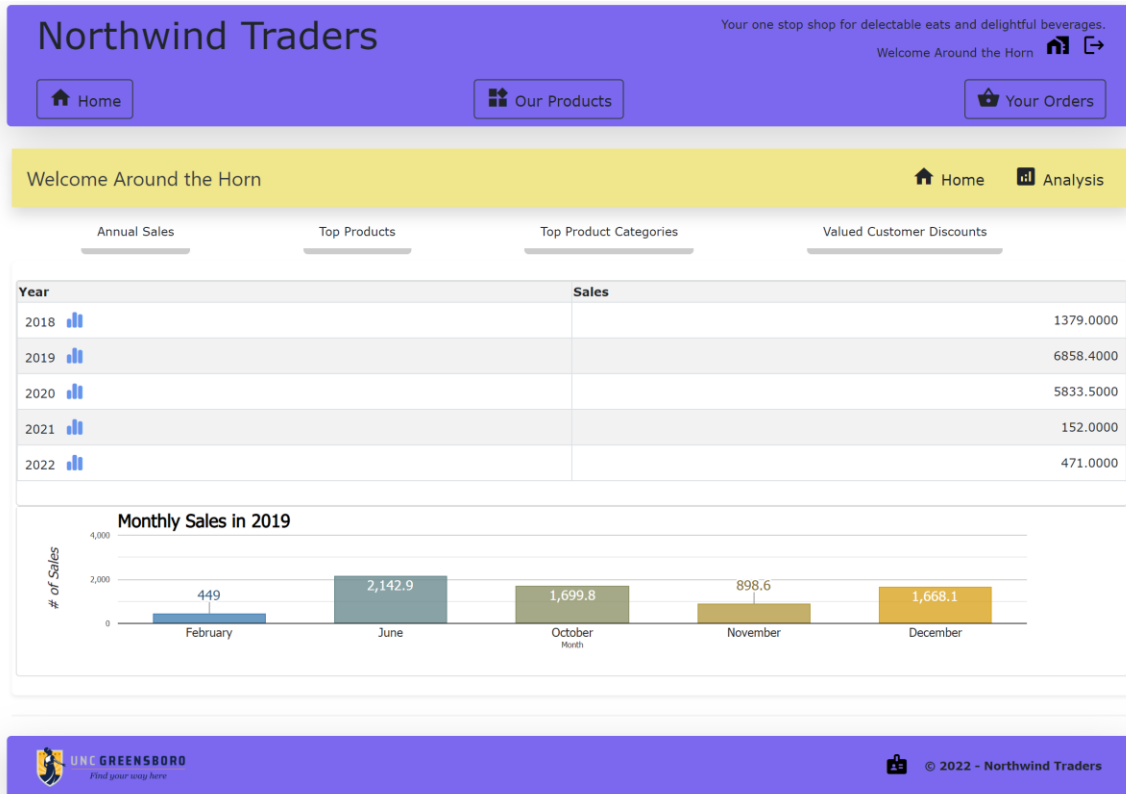 Northwind Traders
Your one stop shop for delectable eats and delightful beverages.
Welcome Around the Horn
Home
Our Products
Your Orders
Welcome Around the Horn
Home
Analysis
Annual Sales
Top Products
Top Product Categories
Valued Customer Discounts
Year Sales
2018 1379.0000
2019 6858.4000
2020 5833.5000
2021 152.0000
2022 471.0000
Monthly Sales in 2019
# of Sales
4,000
2,000
0
449
2,142.9
1,699.8
898.6
1,668.1
February
June
October
November
December
Month
UNC GREENSBORO
Find your way here
© 2022 - Northwind Traders